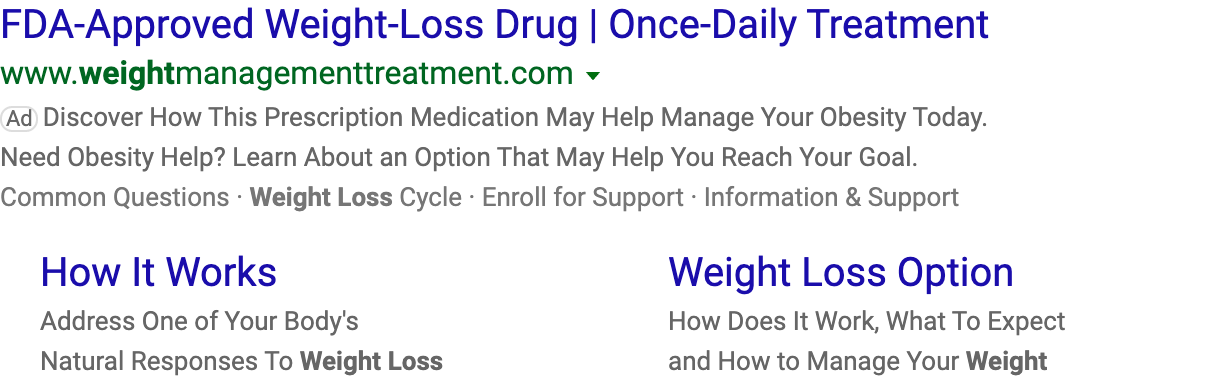 FDA-Approved Weight-Loss Drug | Once-Daily Treatment
www.weightmanagementtreatment.com
Ad Discover How This Prescription Medication May Help Manage Your Obesity Today.
Need Obesity Help? Learn About an Option That May Help You Reach Your Goal.
Common Questions · Weight Loss Cycle · Enroll for Support · Information & Support
How It Works
Address One of Your Body's
Natural Responses To Weight Loss
Weight Loss Option
How Does It Work, What To Expect
and How to Manage Your Weight